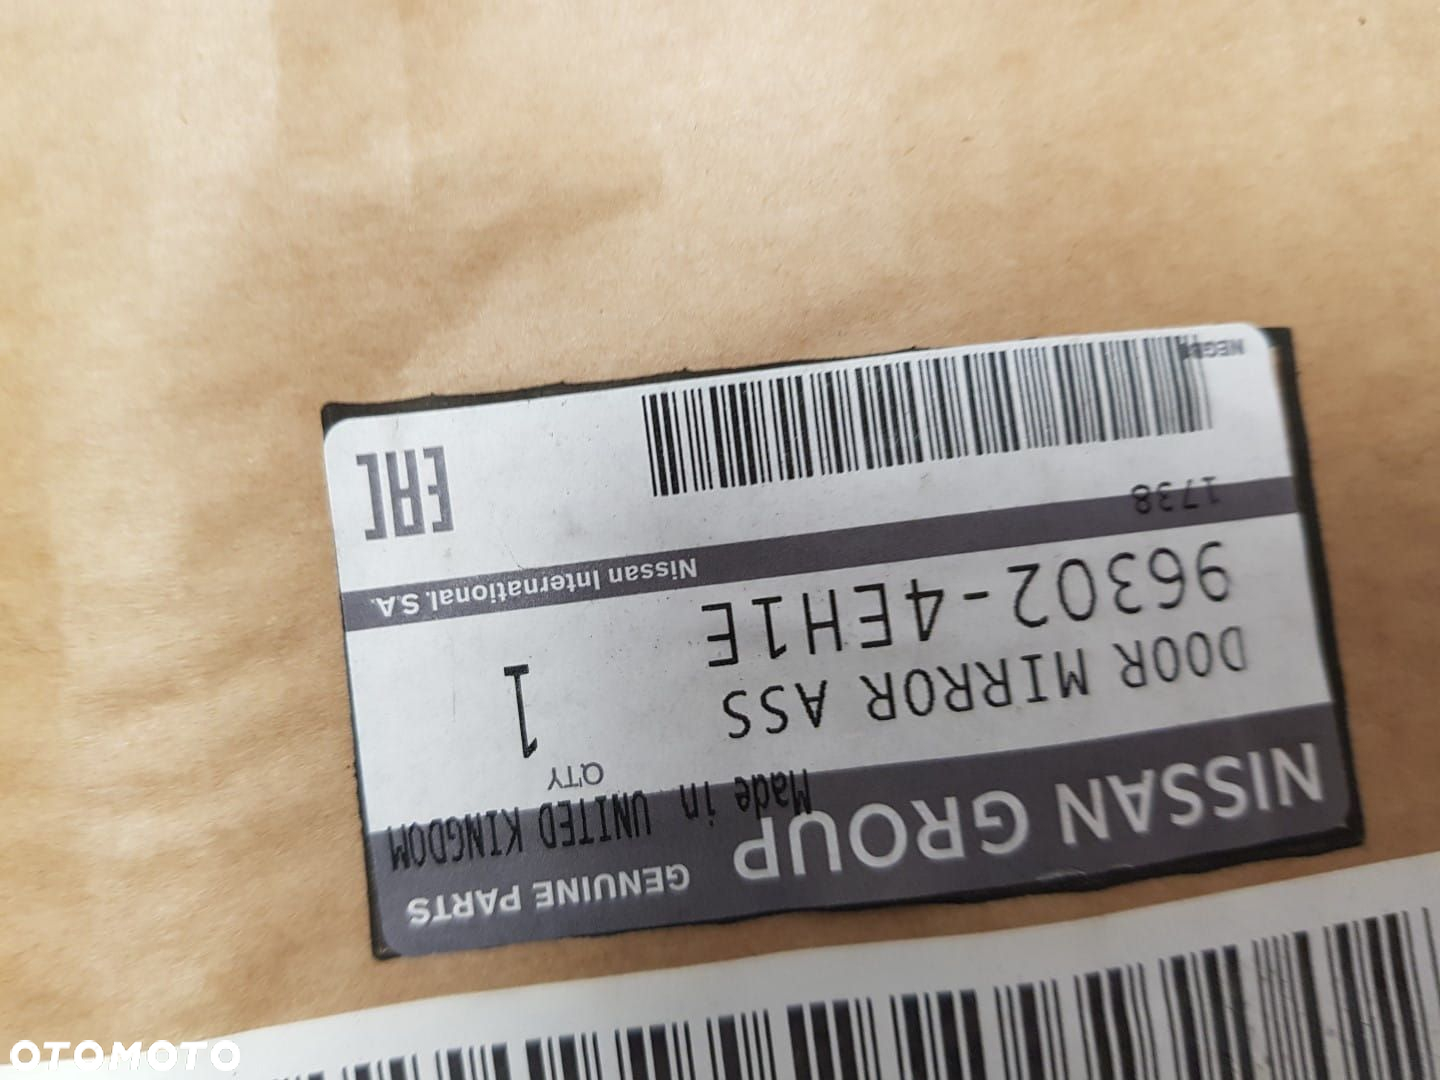 NISSAN GROUP GENUINE PARTS
Made in UNITED KINGDOM
DOOR MIRROR ASS
QTY
96302-4EH1E
1
Nissan International. S.A.
1738
EAC
OTOMOTO